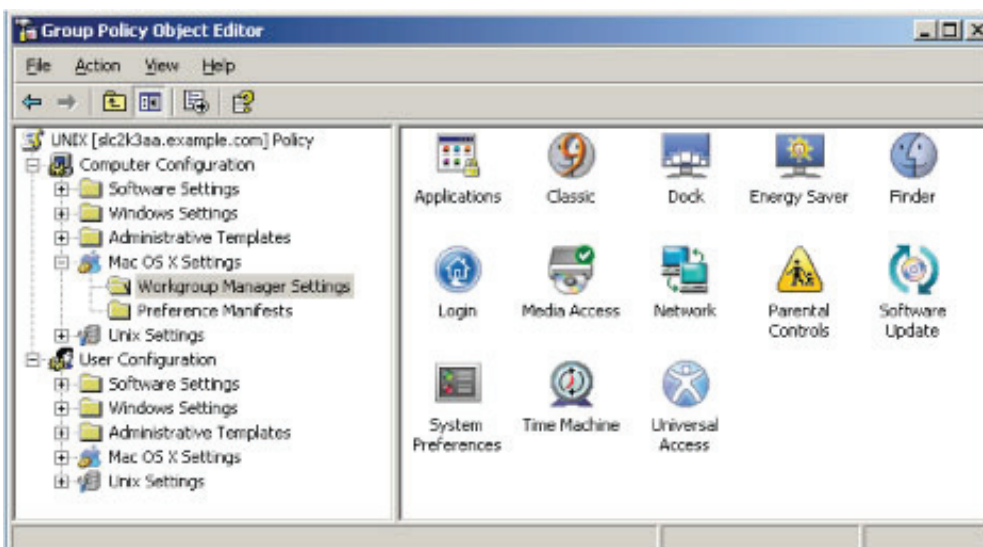 Group Policy Object Editor
File Action View Help
UNIX [slc2k3aa.example.com] Policy
Computer Configuration
Software Settings
Windows Settings
Administrative Templates
Mac OS X Settings
Workgroup Manager Settings
Preference Manifests
Unix Settings
User Configuration
Software Settings
Windows Settings
Administrative Templates
Mac OS X Settings
Unix Settings
Applications
Classic
Dock
Energy Saver
Finder
Login
Media Access
Network
Parental
Controls
Software
Update
System
Preferences
Time Machine
Universal
Access